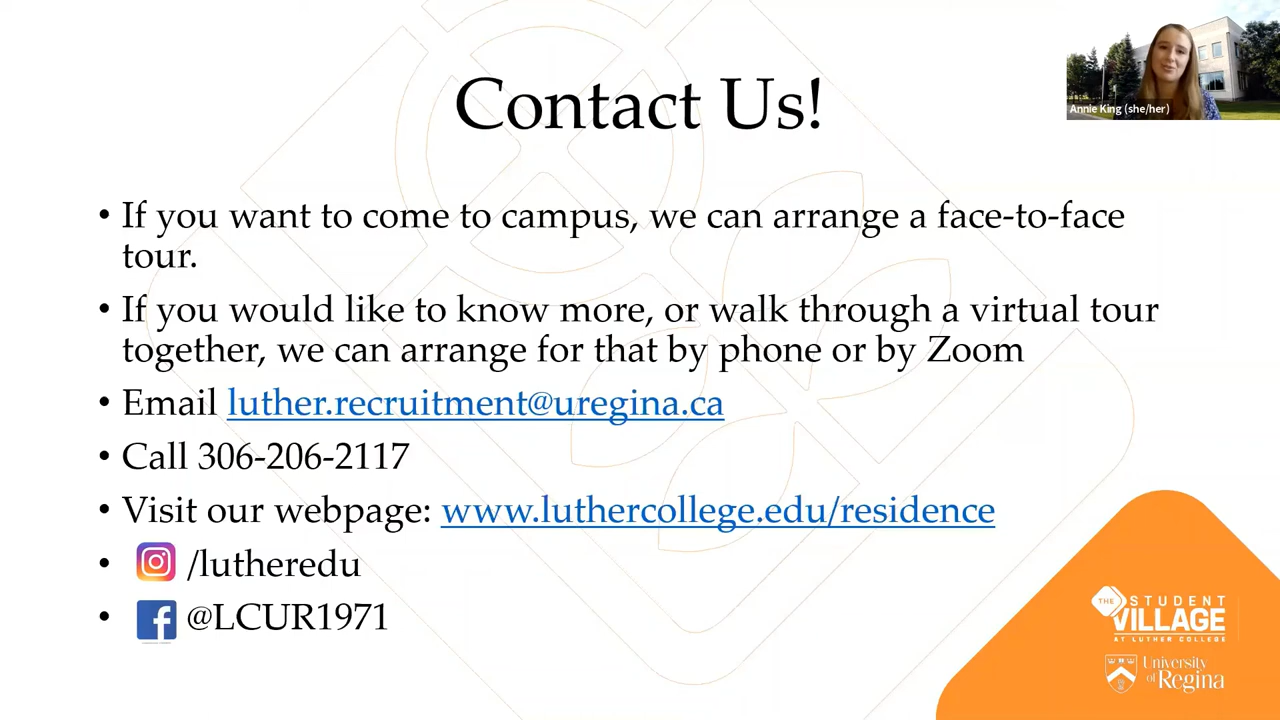 Annie King (she/her)
Contact Us!
• If you want to come to campus, we can arrange a face-to-face
tour.
• If you would like to know more, or walk through a virtual tour
together, we can arrange for that by phone or by Zoom
• Email luther.recruitment@uregina.ca
• Call 306-206-2117
• Visit our webpage: www.luthercollege.edu/residence
• /lutheredu
• @LCUR1971
THE STUDENT
VILLAGE
AT LUTHER COLLEGE
University
of Regina